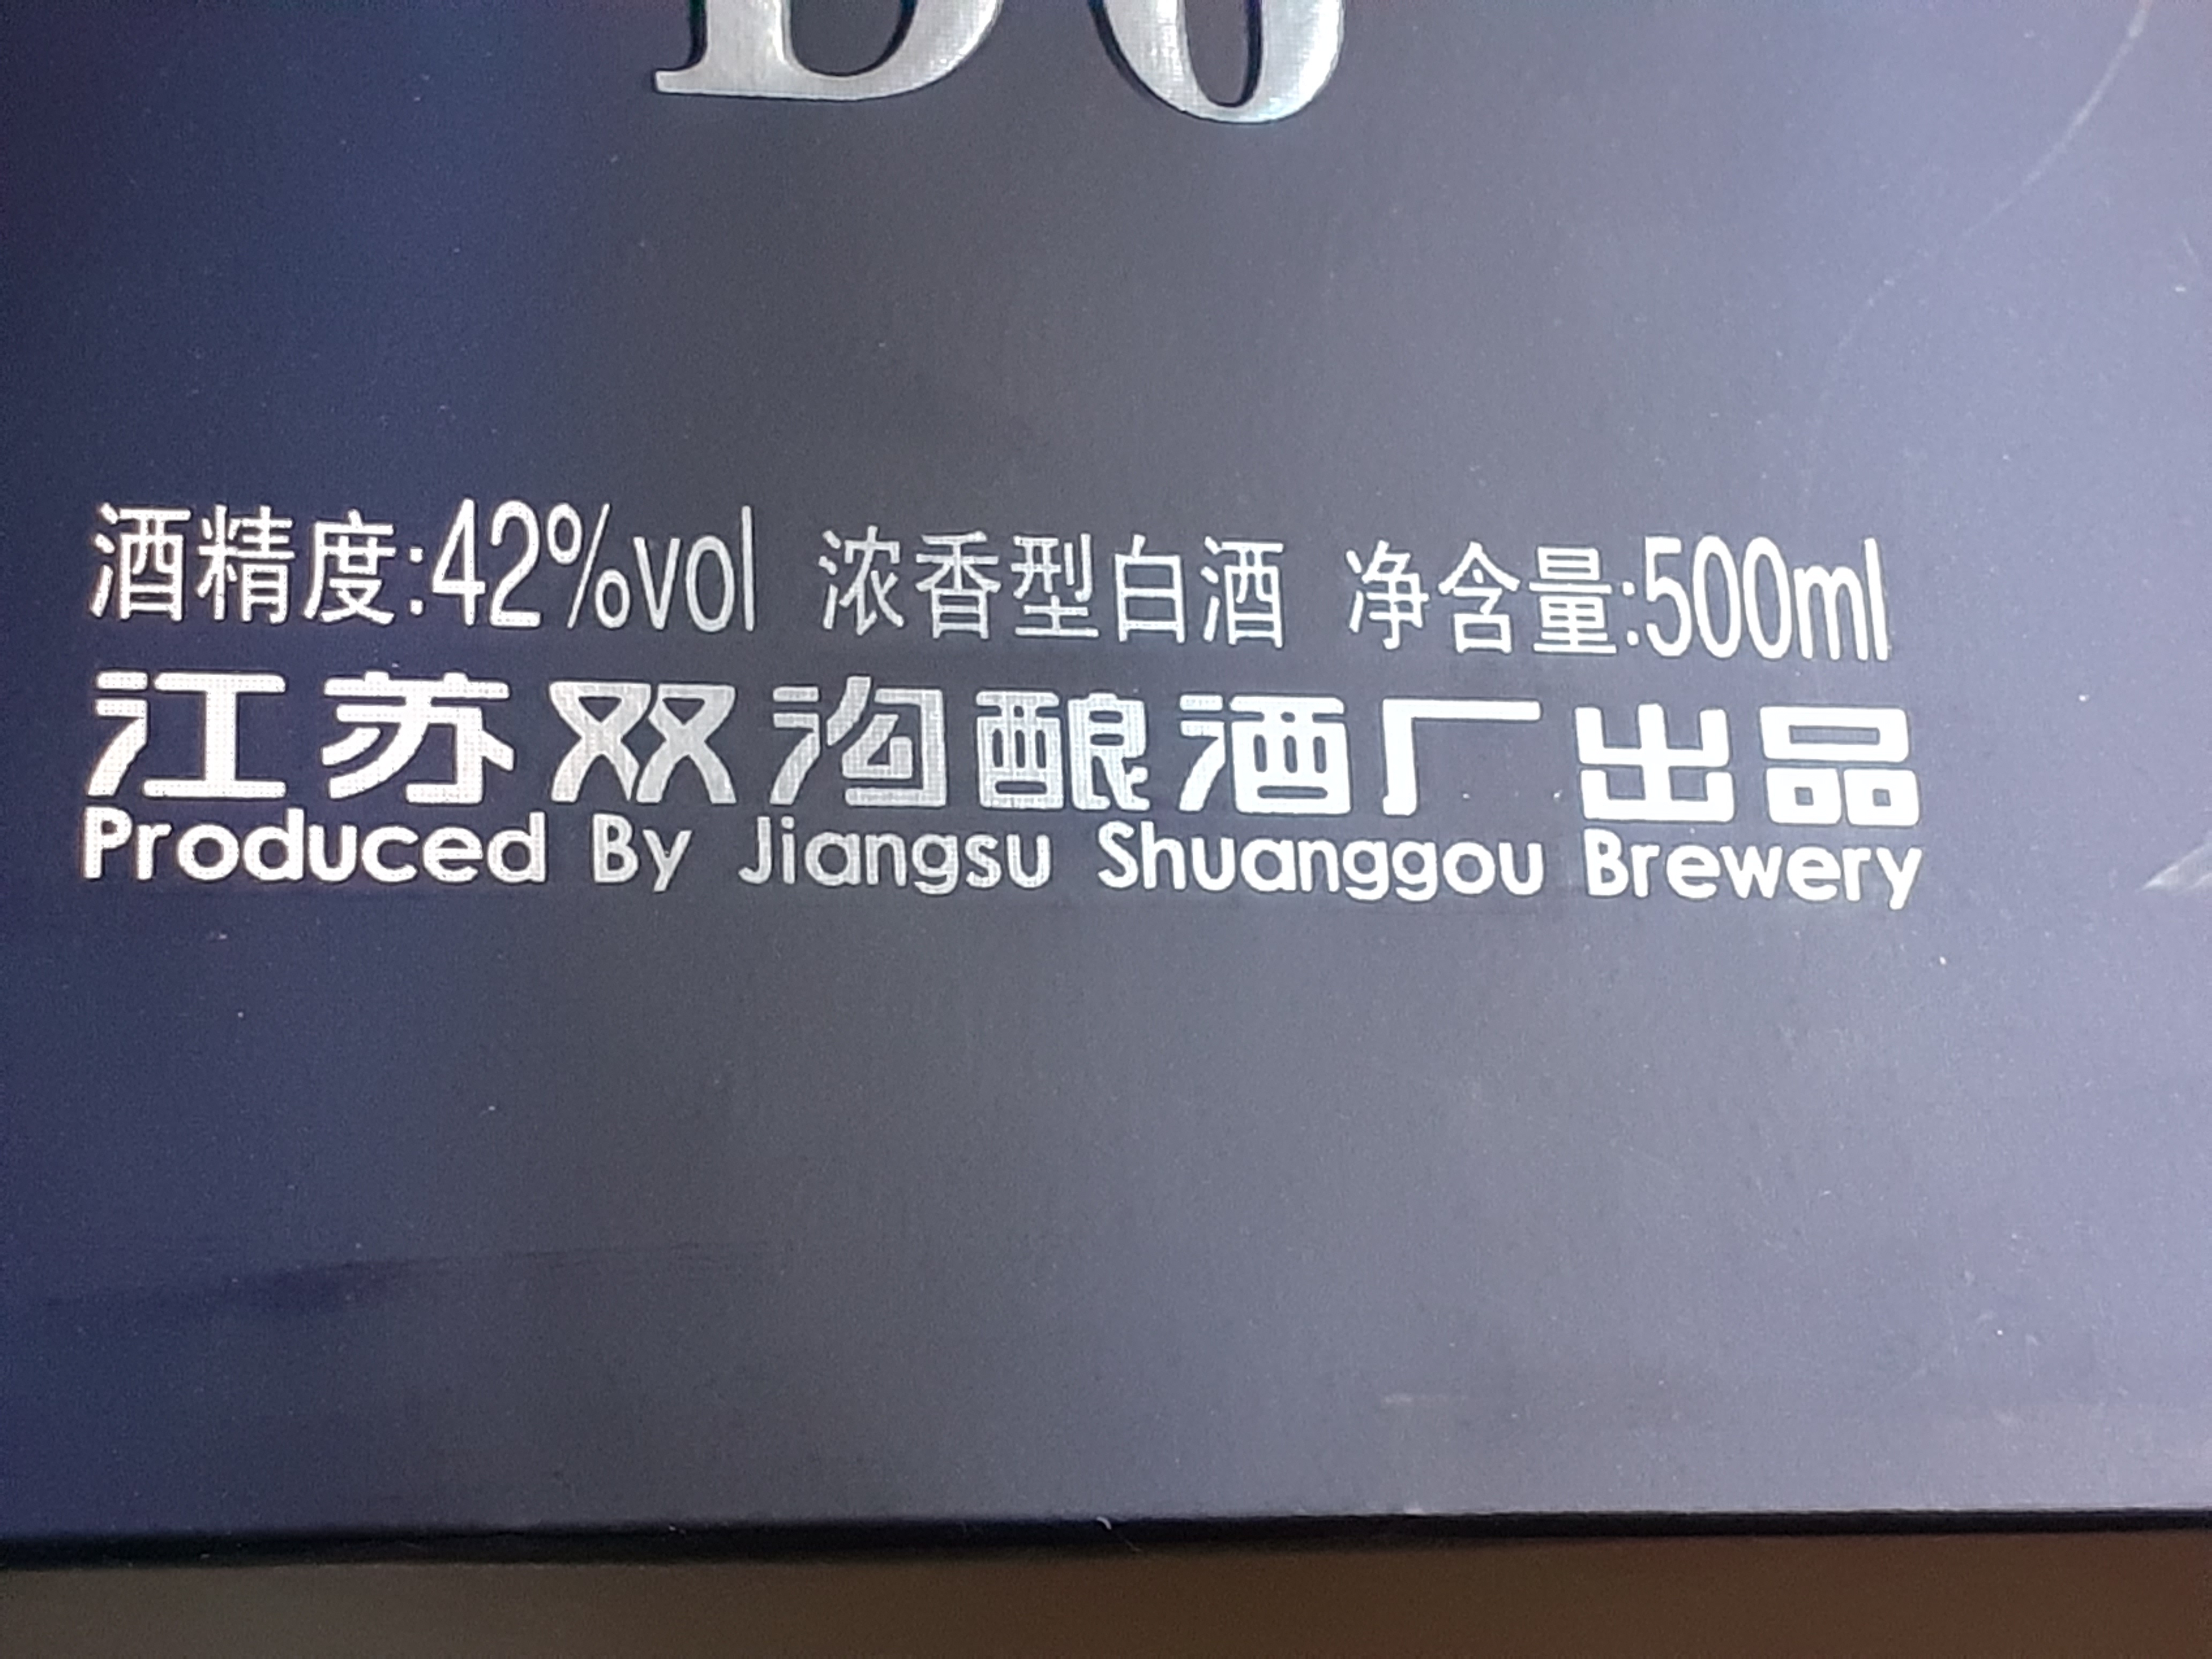 酒精度:42%vol 浓香型白酒 净含量:500ml
江苏双沟酿酒厂出品
Produced By Jiangsu Shuanggou Brewery